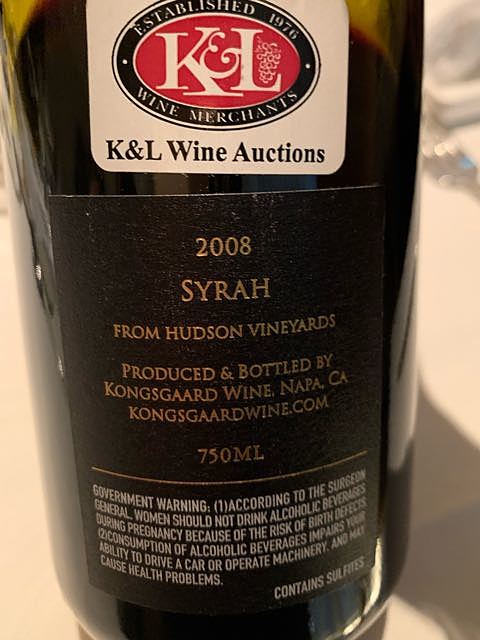 ESTABLISHED 1976
K&L
WINE MERCHANTS
K&L Wine Auctions
2008
SYRAH
FROM HUDSON VINEYARDS
PRODUCED & BOTTLED BY
KONGSGAARD WINE, NAPA, CA
KONGSGAARDWINE.COM
750ML
GOVERNMENT WARNING: (1)ACCORDING TO THE SURGEON
GENERAL, WOMEN SHOULD NOT DRINK ALCOHOLIC BEVERAGES
DURING PREGNANCY BECAUSE OF THE RISK OF BIRTH DEFECTS
(2)CONSUMPTION OF ALCOHOLIC BEVERAGES IMPAIRS YOUR
ABILITY TO DRIVE A CAR OR OPERATE MACHINERY, AND MAY
CAUSE HEALTH PROBLEMS.
CONTAINS SULFITES